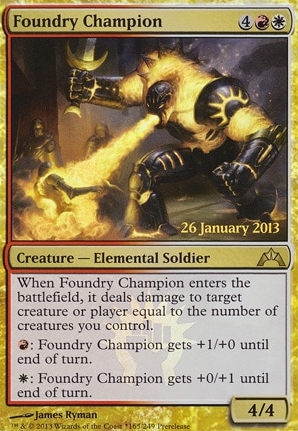 Foundry Champion 4
26 January 2013
Creature — Elemental Soldier
When Foundry Champion enters the
battlefield, it deals damage to target
creature or player equal to the number of
creatures you control.
: Foundry Champion gets +1/+0 until
end of turn.
: Foundry Champion gets +0/+1 until
end of turn.
James Ryman
4/4
™ & © 2013 Wizards of the Coast *165/249 Prerelease